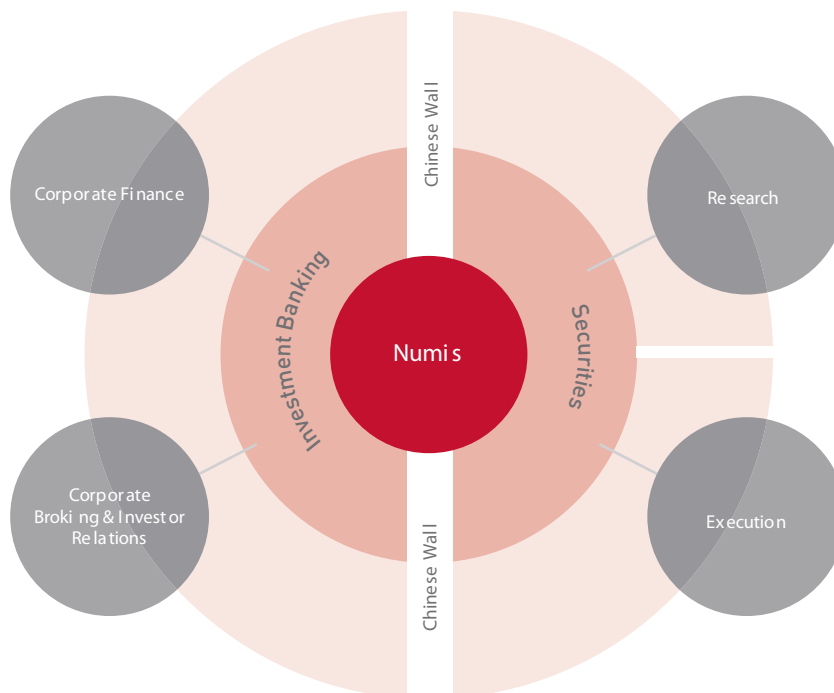 Chinese Wall
Corporate Finance
Research
Investment Banking
Securities
Numis
Corporate
Broking & Investor
Relations
Execution
Chinese Wall